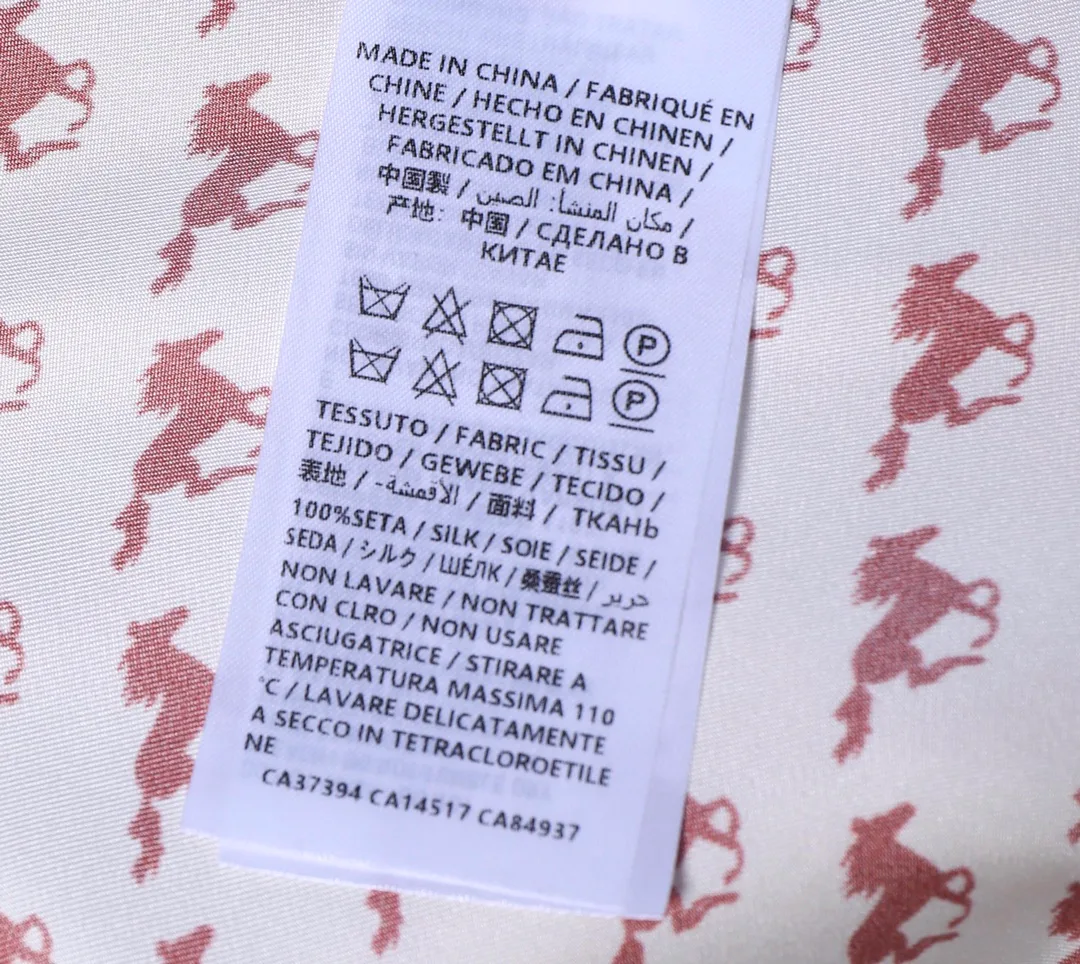 MADE IN CHINA / FABRIQUÉ EN
CHINE / HECHO EN CHINEN /
HERGESTELLT IN CHINEN /
FABRICADO EM CHINA /
中国製 / مكان المنشا: الصين /
产地: 中国 / СДЕЛАНО В
КИТАЕ
P
P
TESSUTO / FABRIC / TISSU /
TEJIDO / GEWEBE / TECIDO /
表地 / الأقمشة- / 面料 / ТКАНЬ
100%SETA / SILK / SOIE / SEIDE /
SEDA / シルク / ШЁЛК / 桑蚕丝 / حرير
NON LAVARE / NON TRATTARE
CON CLRO / NON USARE
ASCIUGATRICE / STIRARE A
TEMPERATURA MASSIMA 110
°C / LAVARE DELICATAMENTE
A SECCO IN TETRACLOROETILE
NE
CA37394 CA14517 CA84937